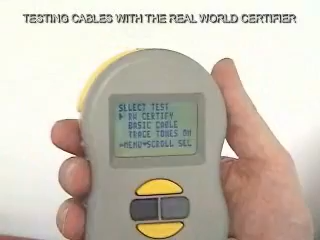 TESTING CABLES WITH THE REAL WORLD CERTIFIER
SELECT TEST
RW CERTIFY
BASIC CABLE
TRACE TONES ON
MENU SCROLL SEL